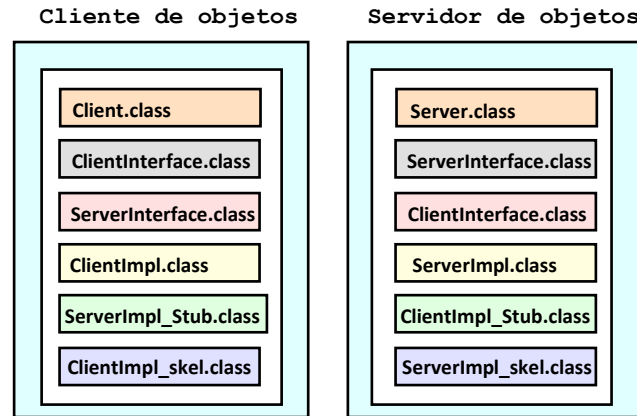 Cliente de objetos
Client.class
ClientInterface.class
ServerInterface.class
ClientImpl.class
ServerImpl_Stub.class
ClientImpl_skel.class
Servidor de objetos
Server.class
ServerInterface.class
ClientInterface.class
ServerImpl.class
ClientImpl_Stub.class
ServerImpl_skel.class